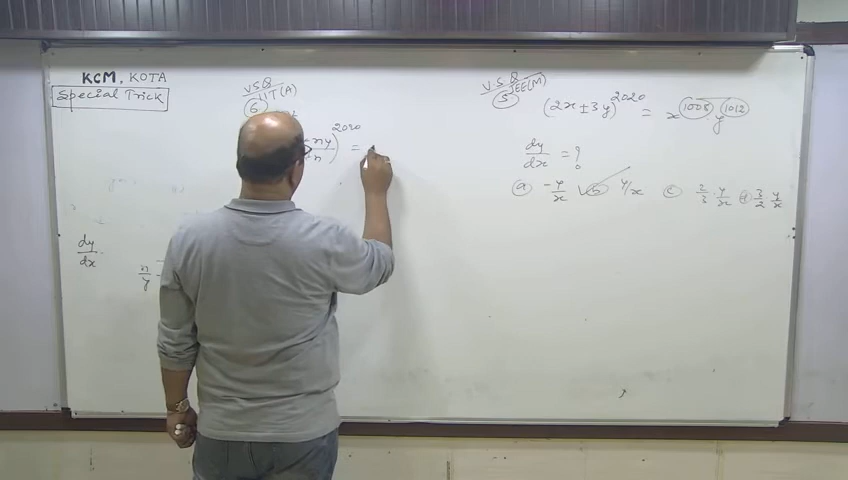 KCM, KOTA
Special Trick
VSQ
IIT(A)
6
2020
=
dy/dx
n/y
VSQ
JEE(M)
5
(2x ± 3y)^2020 = x^1008 . y^1012
dy/dx = ?
(a) -y/x (b) y/x (c) 2/3 . y/x (d) 3/2 y/x